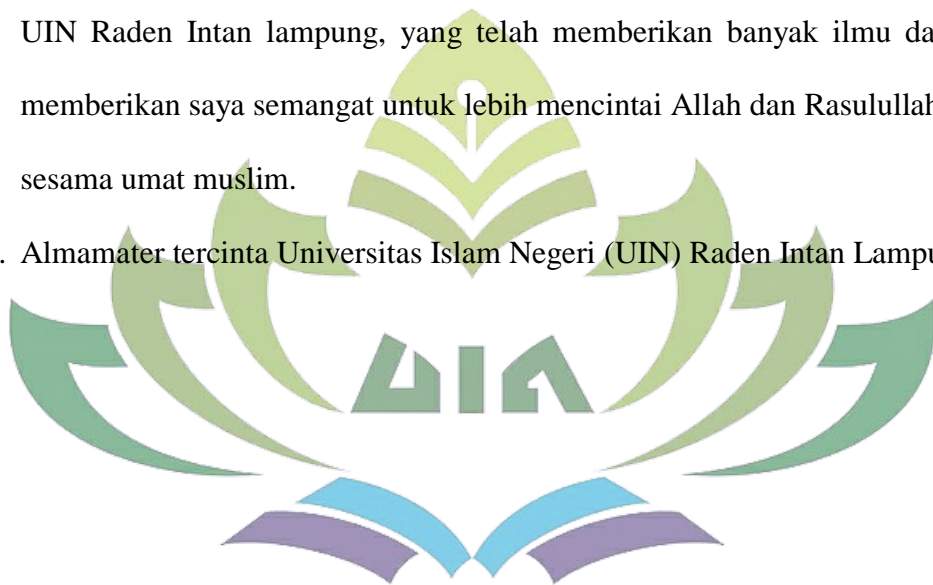 UIN Raden Intan lampung, yang telah memberikan banyak ilmu da
memberikan saya semangat untuk lebih mencintai Allah dan Rasulullah
sesama umat muslim.
. Almamater tercinta Universitas Islam Negeri (UIN) Raden Intan Lampu
UIN